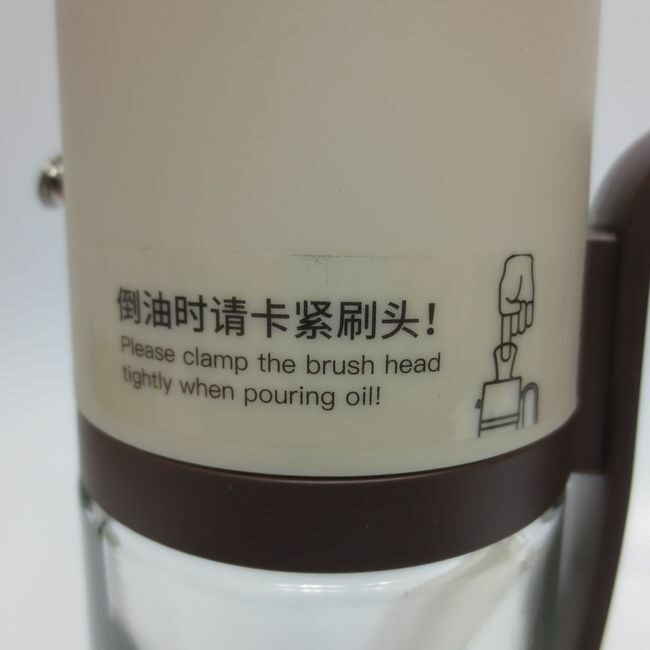 倒油时请卡紧刷头！
Please clamp the brush head
tightly when pouring oil!